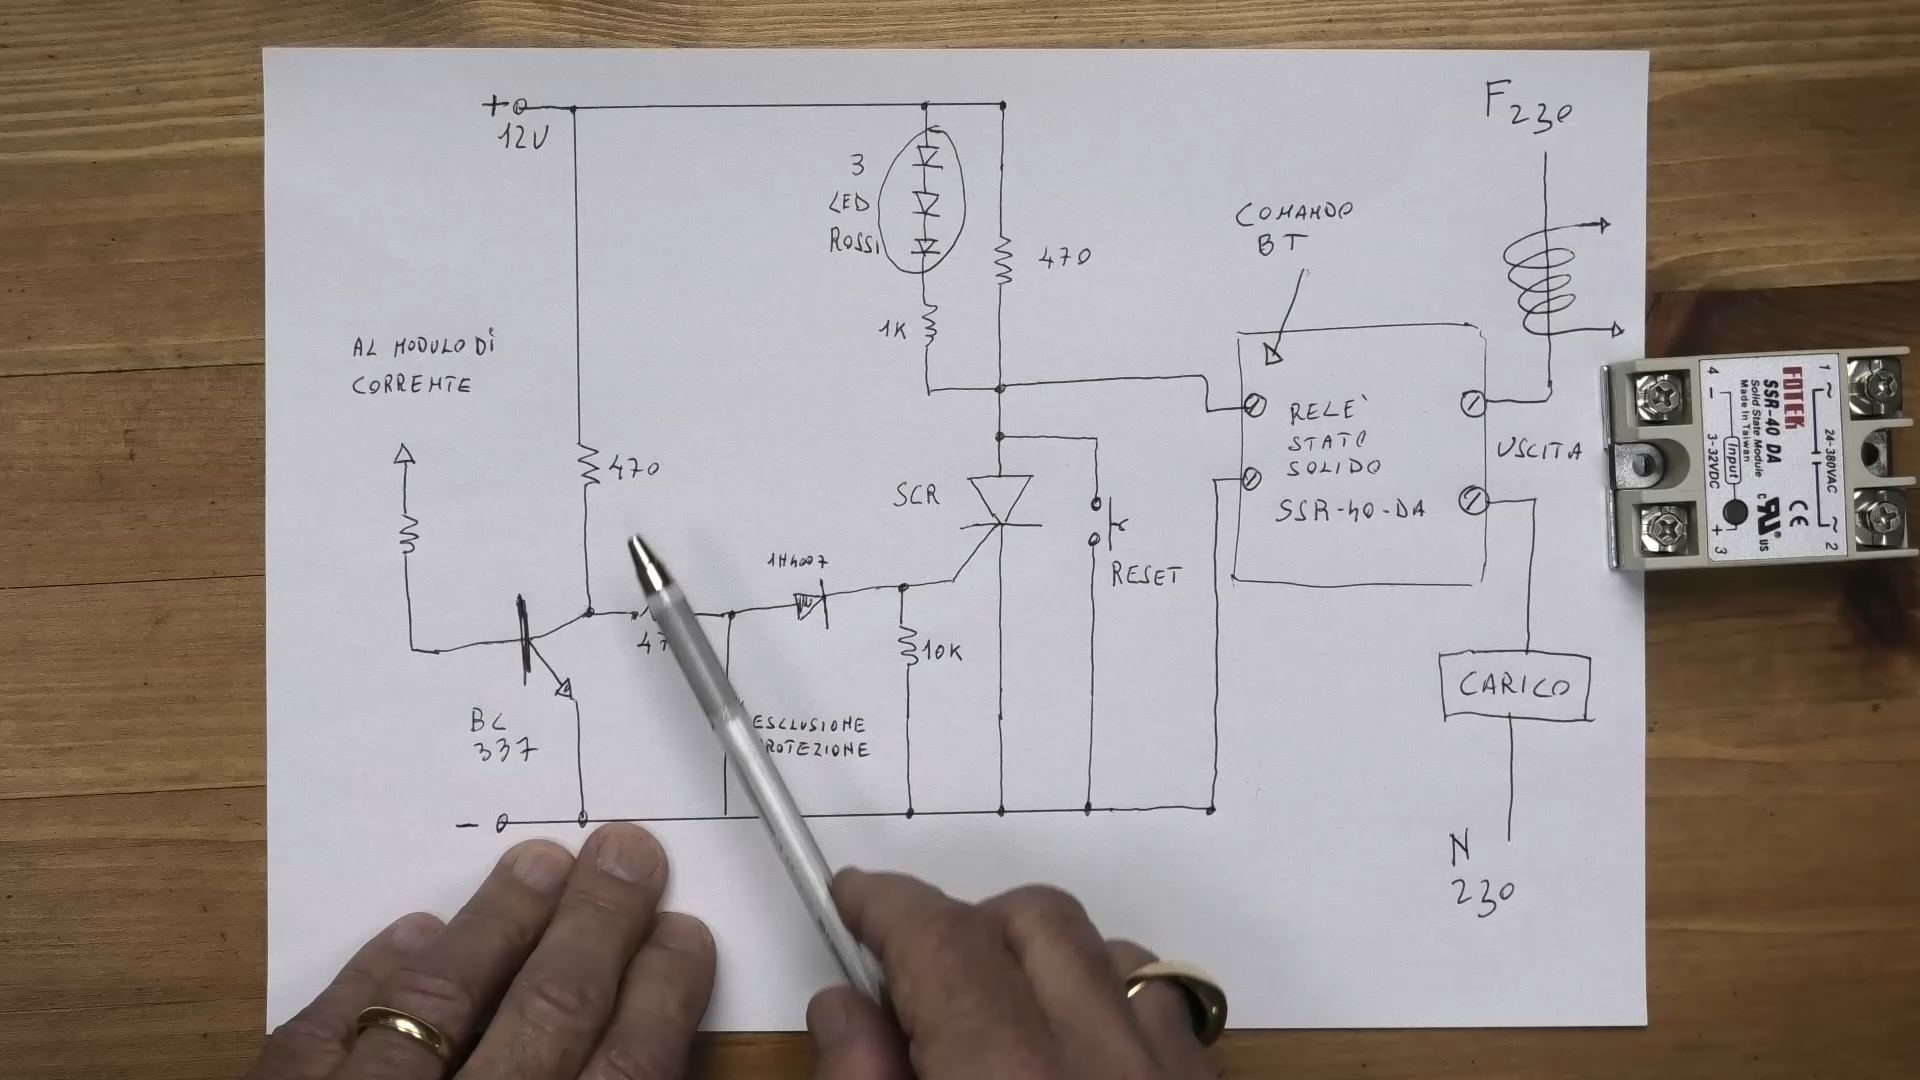 +
12V
3
LED
ROSSI
470
1K
F230
COMANDO
BT
AL MODULO DI
CORRENTE
470
SCR
1N4007
RESET
10K
BC
337
ESCLUSIONE
RELE'
STATO
SOLIDO
SSR-40-DA
USCITA
CARICO
N
230
-
FOTEK
SSR-40 DA
Solid State Module
Made in Taiwan
1 ~
24-380VAC
~ 2
4 -
Input
3-32VDC
+ 3
CE
c UL us